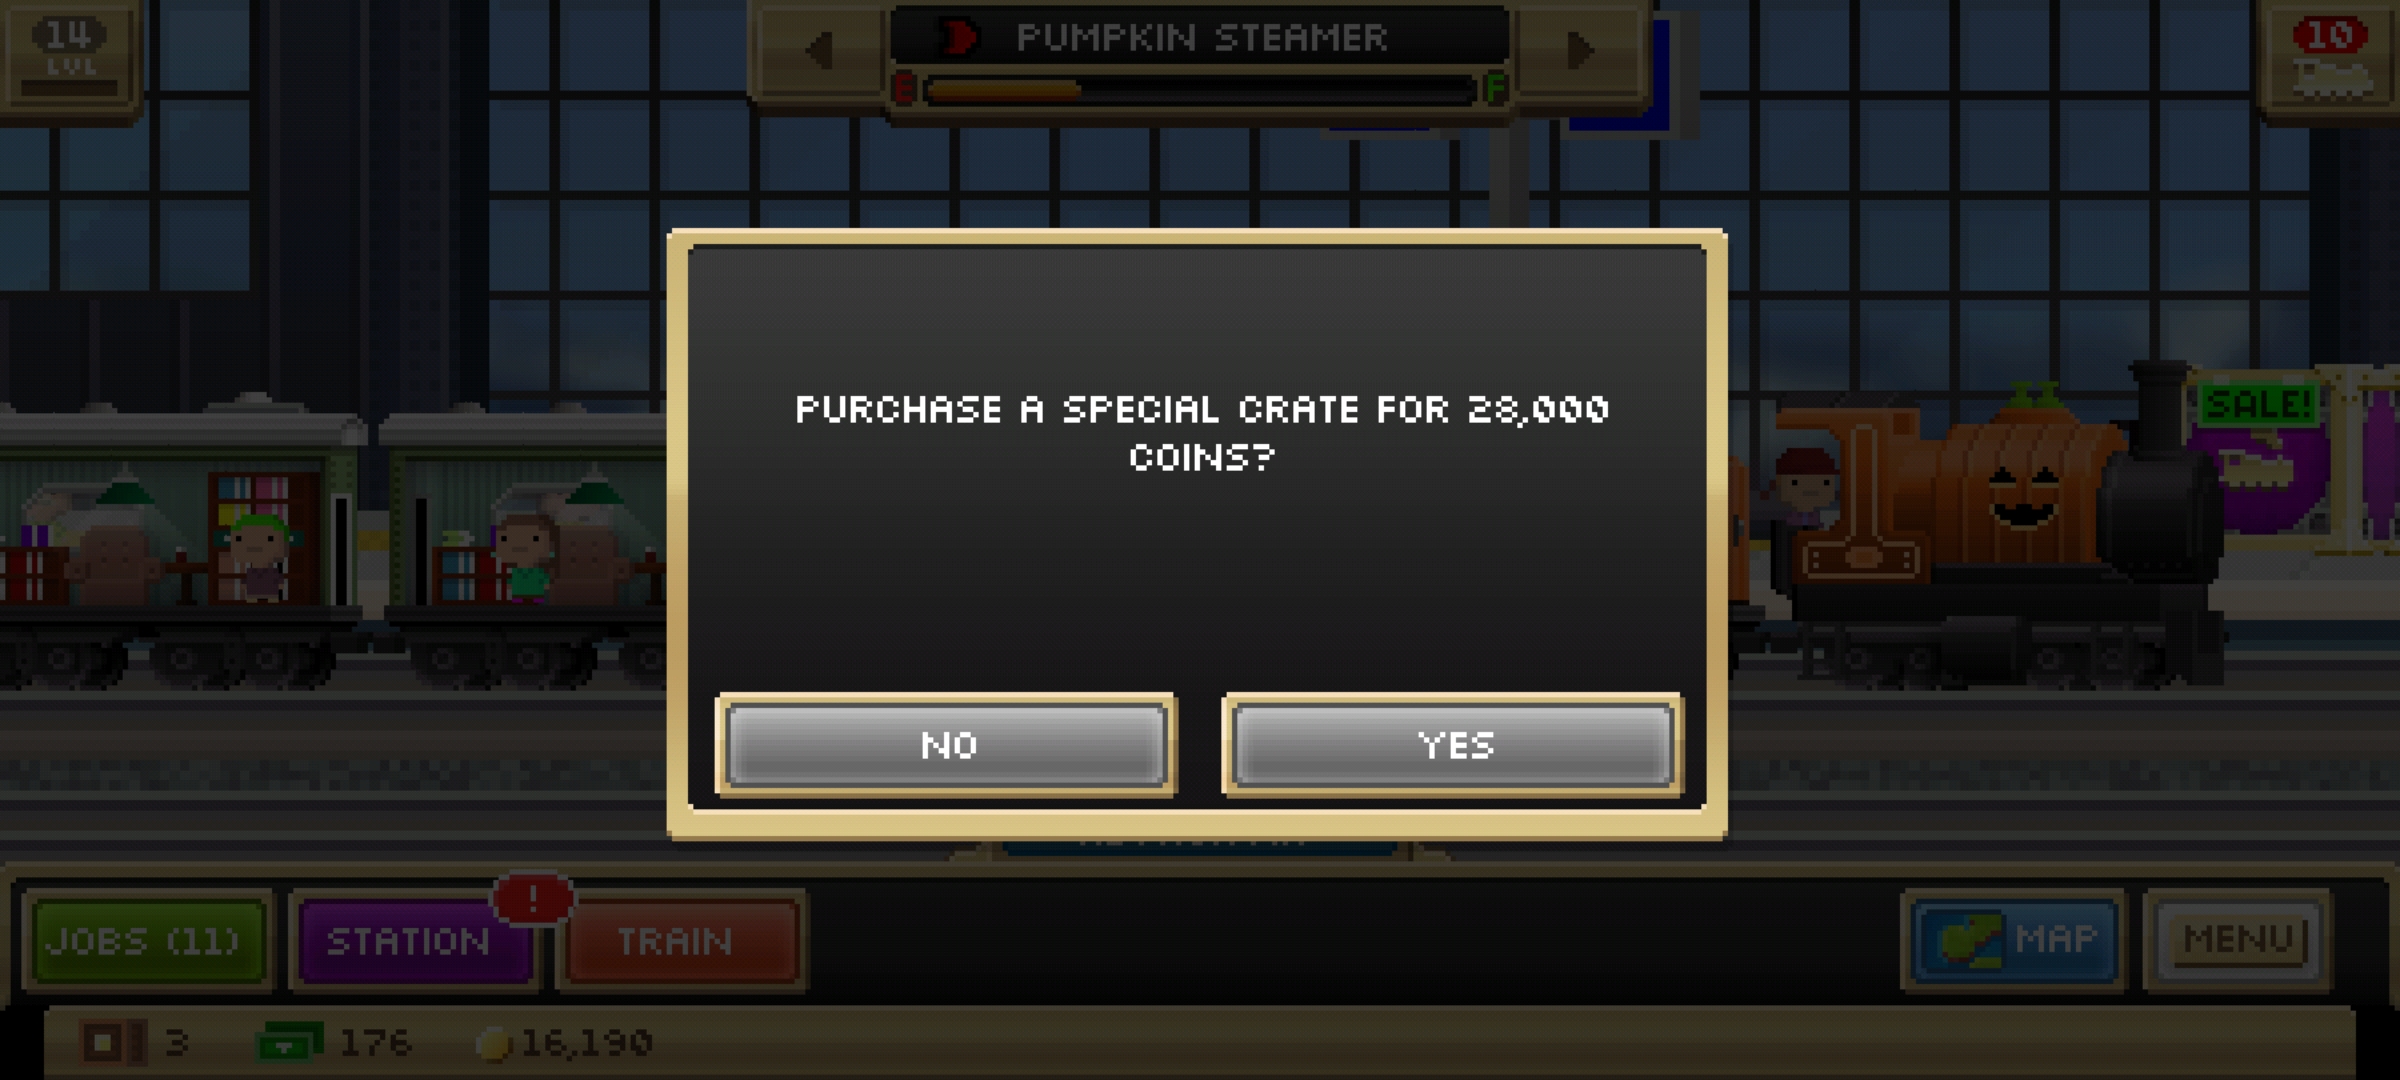 14
LVL
PUMPKIN STEAMER
E
F
10
PURCHASE A SPECIAL CRATE FOR 28,000
COINS?
SALE!
NO
YES
JOBS (11)
STATION
!
TRAIN
MAP
MENU
3
176
16,190